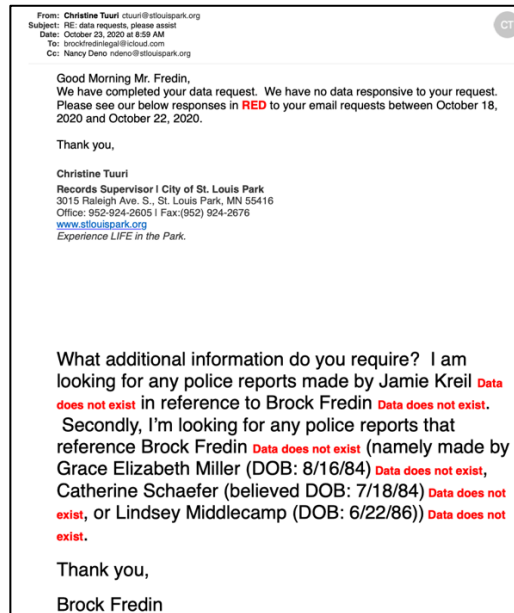 From: Christine Tuuri ctuuri@stlouispark.org
Subject: RE: data requests, please assist
Date: October 23, 2020 at 8:59 AM
To: brockfredinlegal@icloud.com
Cc: Nancy Deno ndeno@stlouispark.org
CT
Good Morning Mr. Fredin,
We have completed your data request. We have no data responsive to your request.
Please see our below responses in RED to your email requests between October 18,
2020 and October 22, 2020.
Thank you,
Christine Tuuri
Records Supervisor I City of St. Louis Park
3015 Raleigh Ave. S., St. Louis Park, MN 55416
Office: 952-924-2605 I Fax:(952) 924-2676
www.stlouispark.org
Experience LIFE in the Park.
What additional information do you require? I am
looking for any police reports made by Jamie Kreil Data
does not exist in reference to Brock Fredin Data does not exist.
Secondly, I'm looking for any police reports that
reference Brock Fredin Data does not exist (namely made by
Grace Elizabeth Miller (DOB: 8/16/84) Data does not exist,
Catherine Schaefer (believed DOB: 7/18/84) Data does not
exist, or Lindsey Middlecamp (DOB: 6/22/86)) Data does not
exist.
Thank you,
Brock Fredin